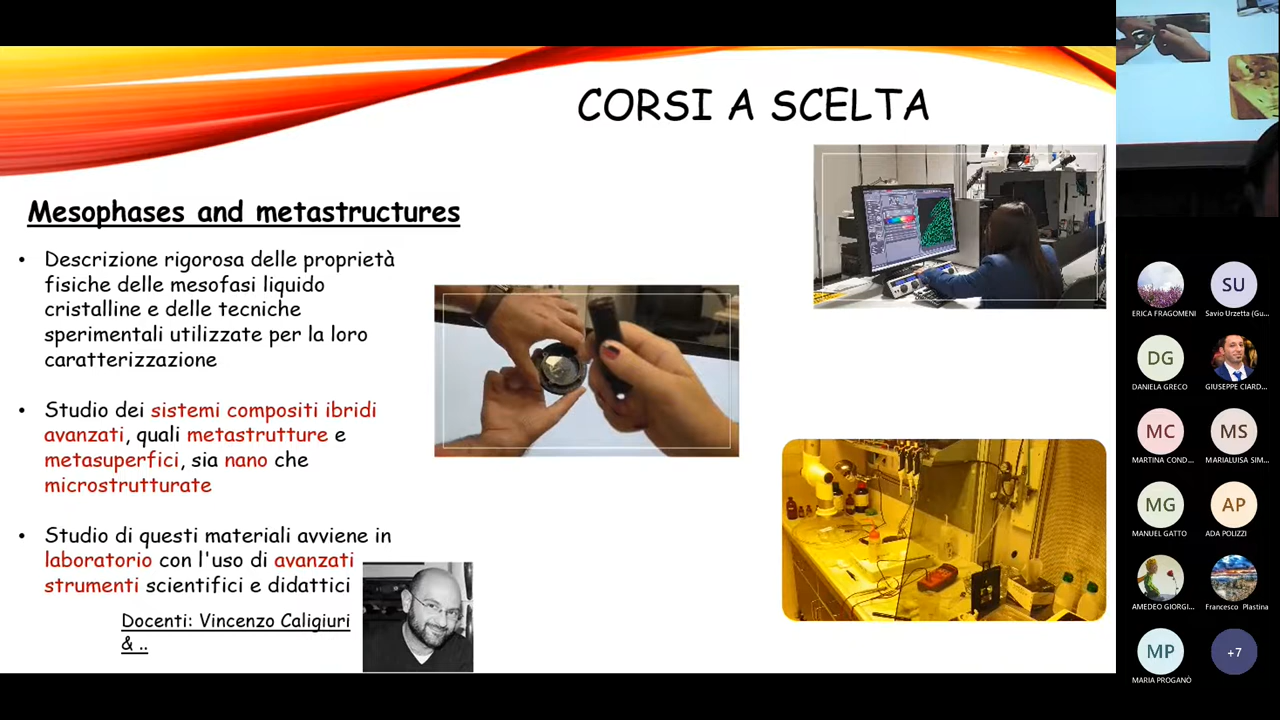 CORSI A SCELTA
Mesophases and metastructures
• Descrizione rigorosa delle proprietà
fisiche delle mesofasi liquido
cristalline e delle tecniche
sperimentali utilizzate per la loro
caratterizzazione
• Studio dei sistemi compositi ibridi
avanzati, quali metastrutture e
metasuperfici, sia nano che
microstrutturate
• Studio di questi materiali avviene in
laboratorio con l'uso di avanzati
strumenti scientifici e didattici
Docenti: Vincenzo Caligiuri
& ..
ERICA FRAGOMENI
SU
Savio Urzetta (Gu...
DG
DANIELA GRECO
GIUSEPPE CIARD...
MC
MARTINA COND...
MS
MARIALUISA SIM...
MG
MANUEL GATTO
AP
ADA POLIZZI
AMEDEO GIORGI...
Francesco Plastina
MP
MARIA PROGANÒ
+7